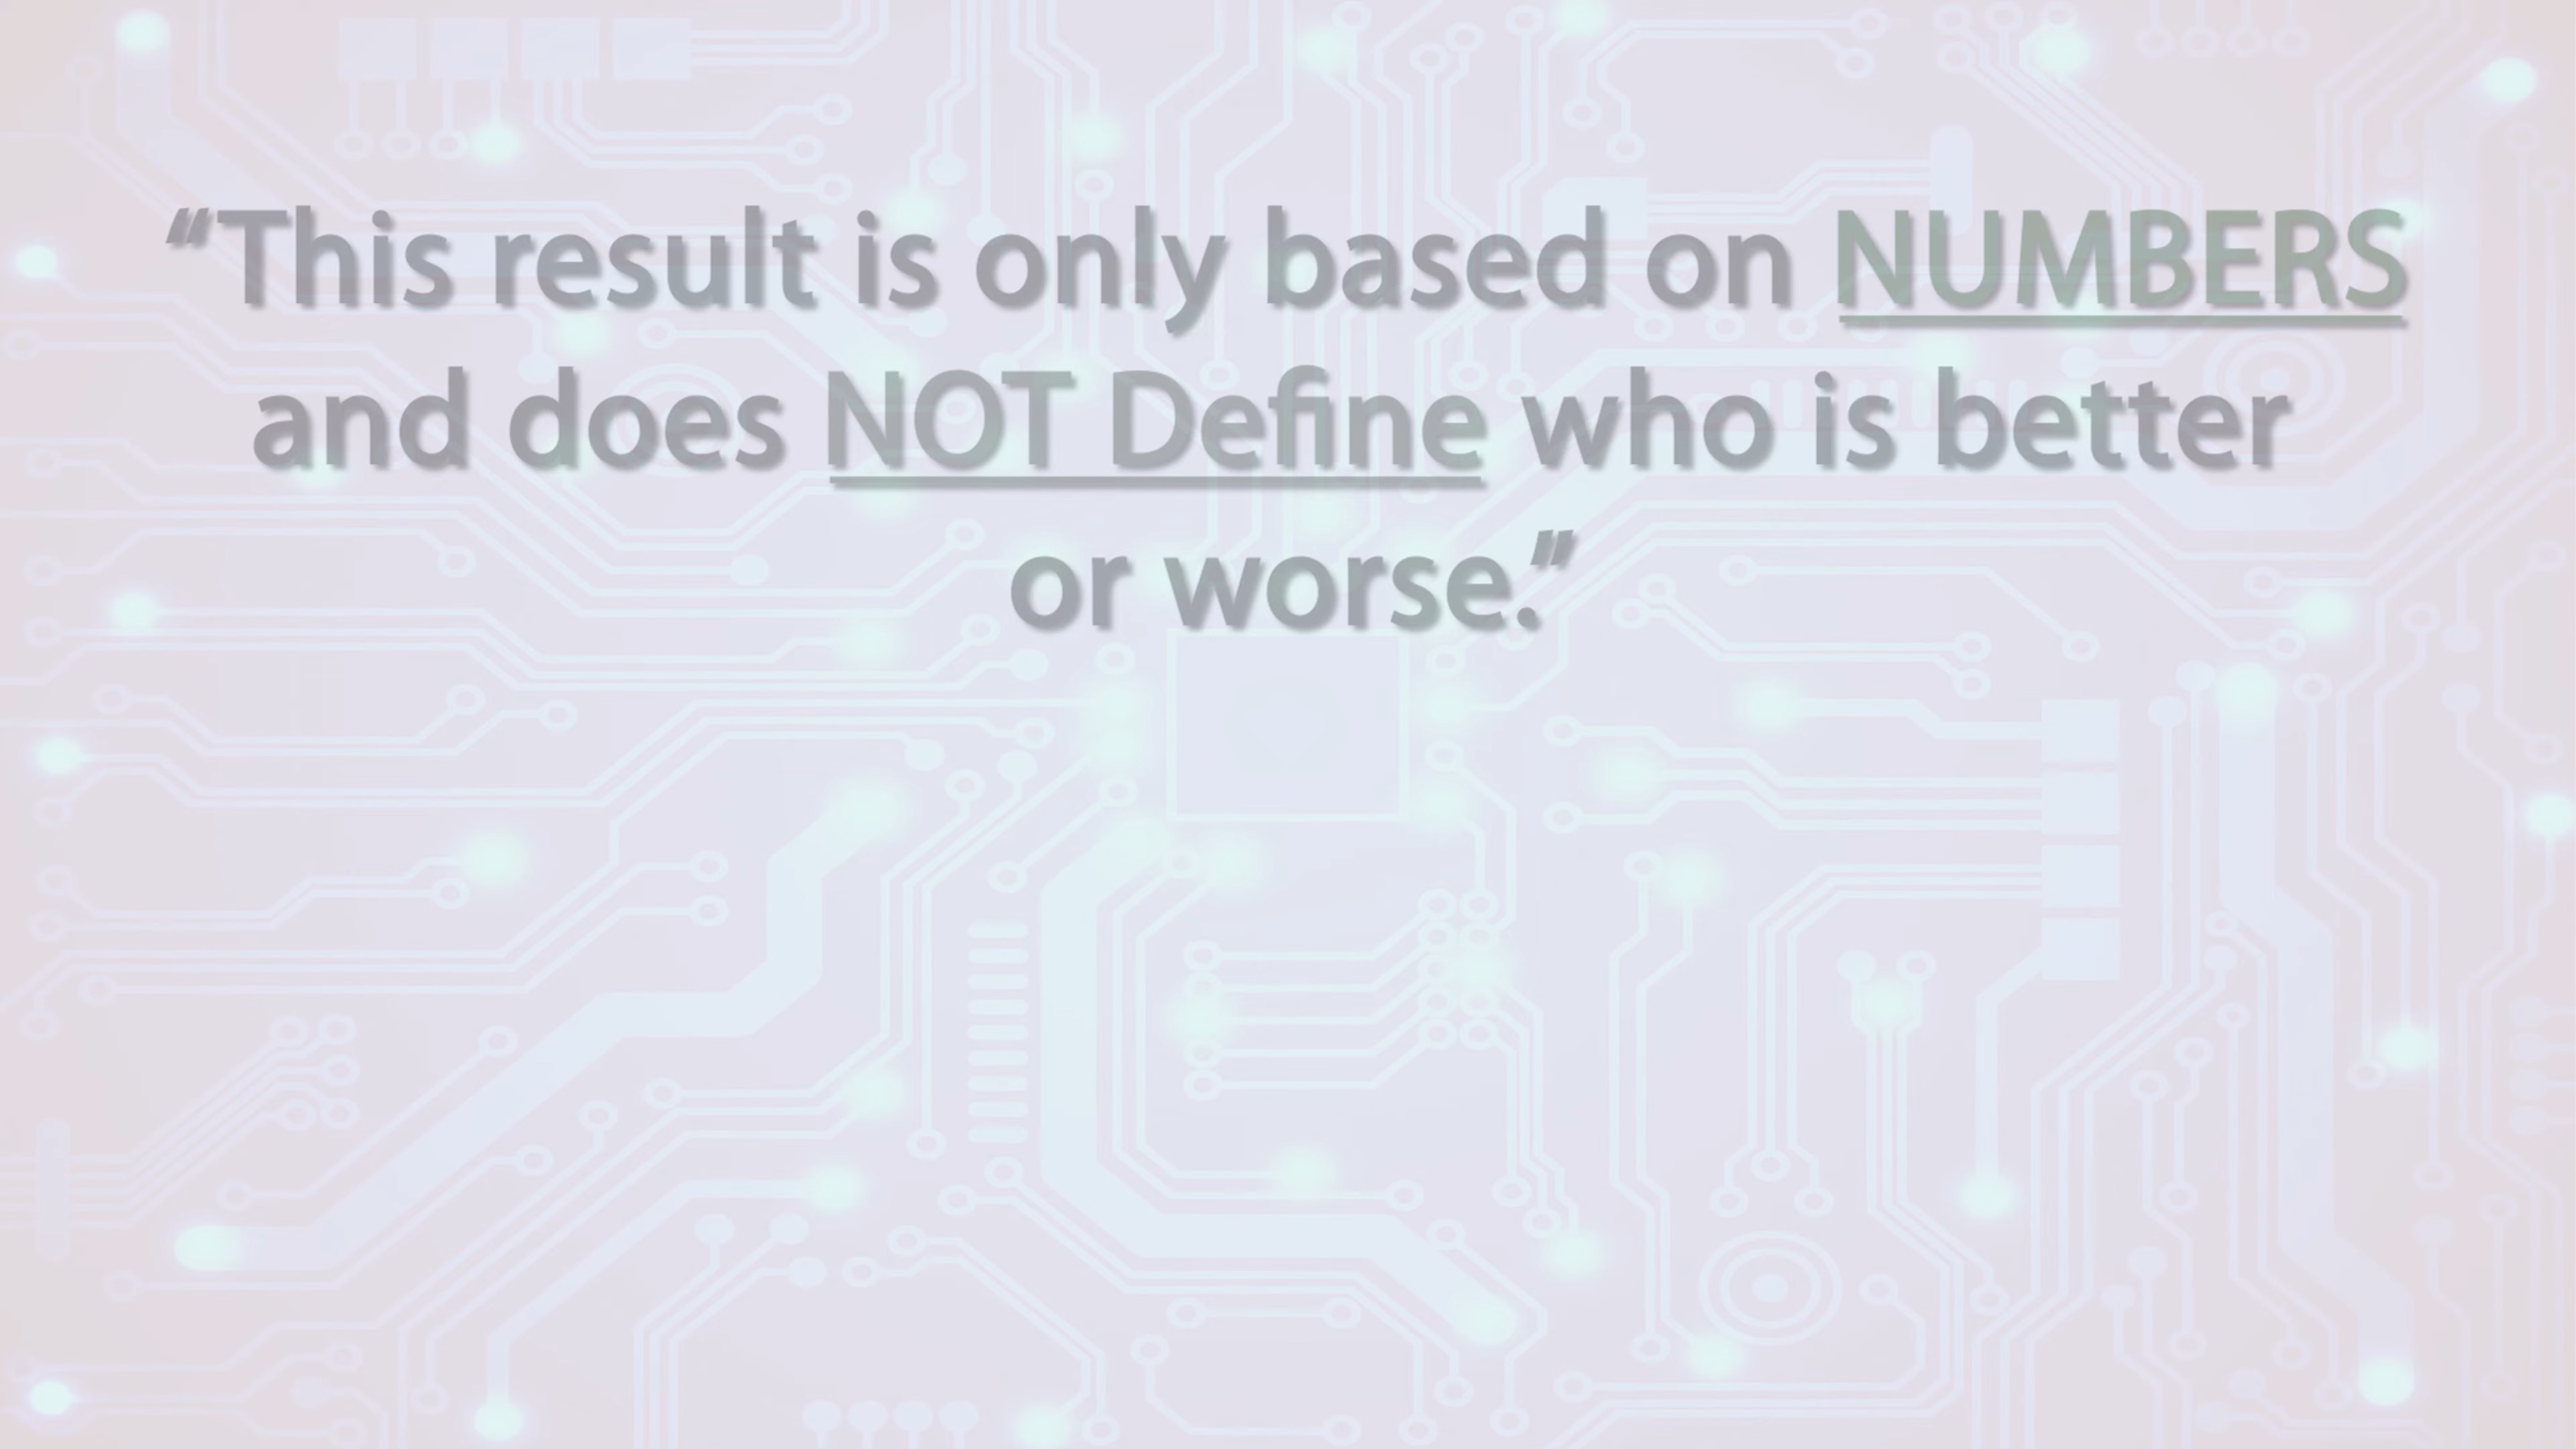 “This result is only based on NUMBERS
and does NOT Define who is better
or worse.”